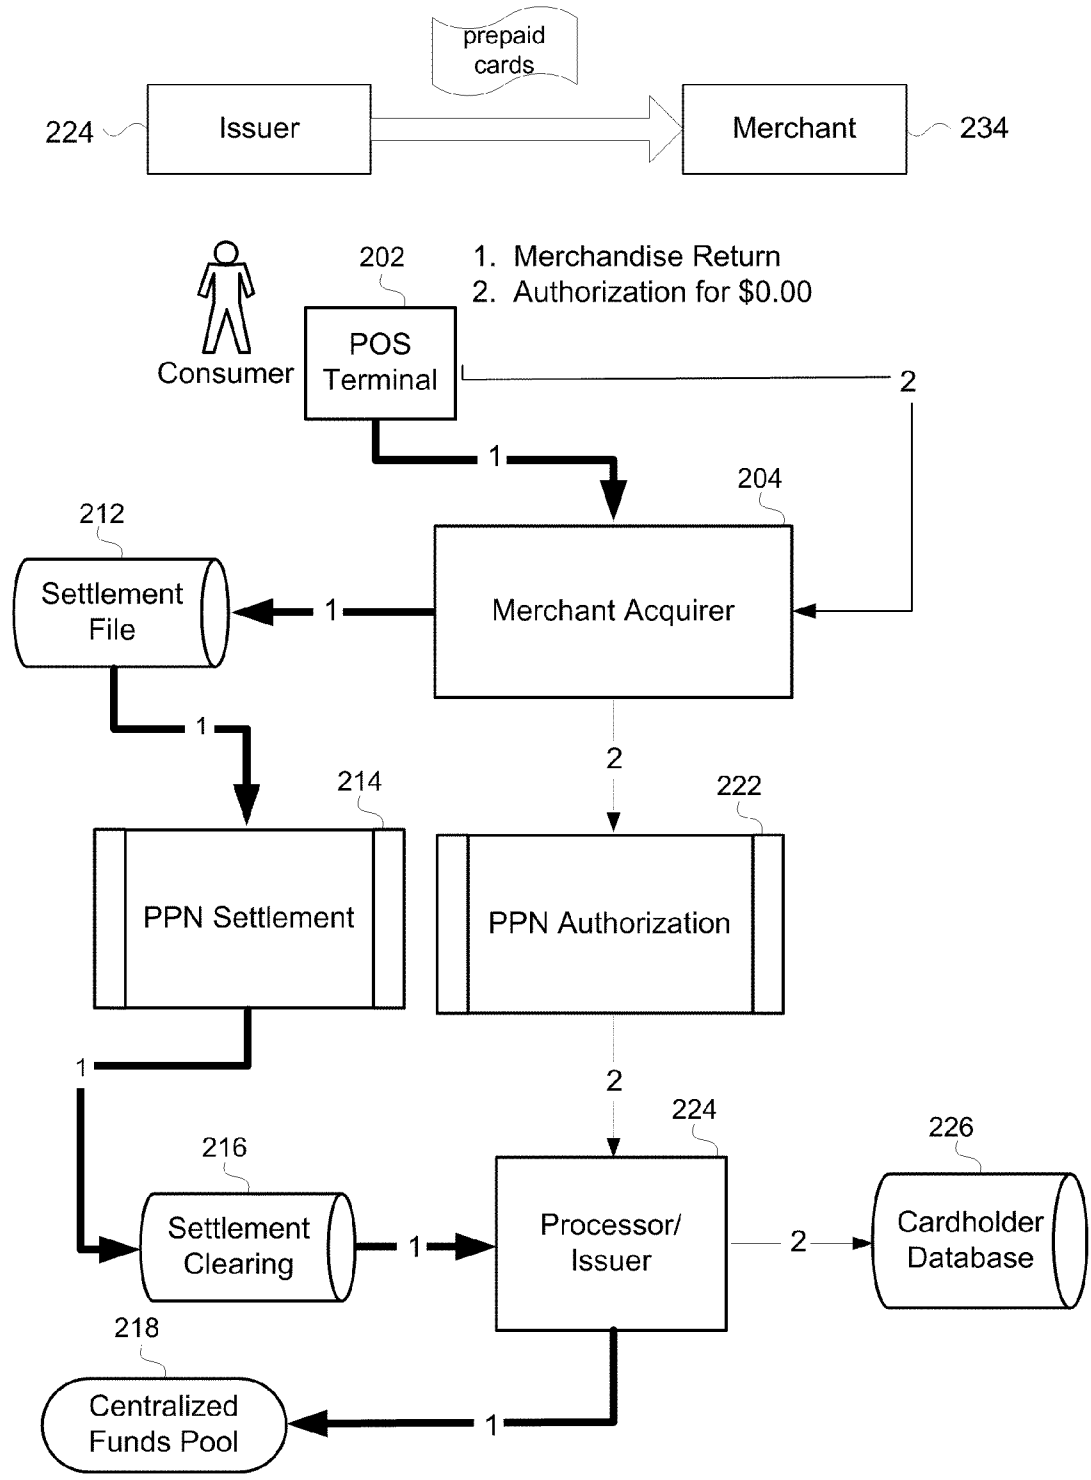 prepaid
cards
224
Issuer
Merchant
234
202
1. Merchandise Return
2. Authorization for $0.00
Consumer
POS
Terminal
2
1
204
212
Settlement
File
1
Merchant Acquirer
1
2
214
222
PPN Settlement
PPN Authorization
1
2
224
216
226
Settlement
Clearing
1
Processor/
Issuer
2
Cardholder
Database
218
Centralized
Funds Pool
1